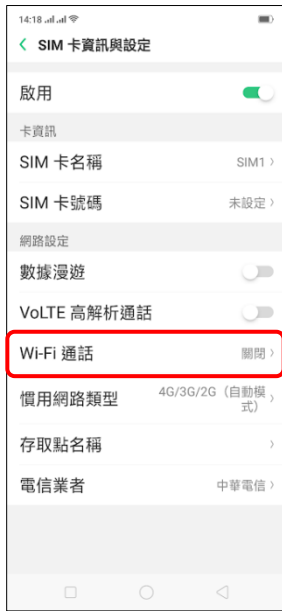 14:18
SIM 卡資訊與設定
啟用
卡資訊
SIM 卡名稱 SIM1
SIM 卡號碼 未設定
網路設定
數據漫遊
VoLTE 高解析通話
Wi-Fi 通話 關閉
慣用網路類型 4G/3G/2G（自動模
式）
存取點名稱
電信業者 中華電信